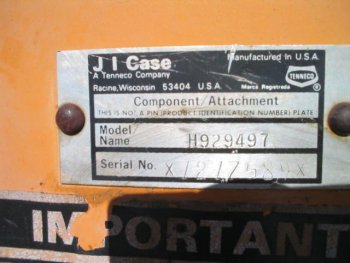 J I Case
Manufactured In U.S.A.
A Tenneco Company
TENNECO
Racine, Wisconsin 53404 U.S.A.
Marca Registrada
Component/Attachment
THIS IS NOT A PIN (PRODUCT IDENTIFICATION NUMBER) PLATE
Model/
Name H929497
Serial No.
IMPORTANT